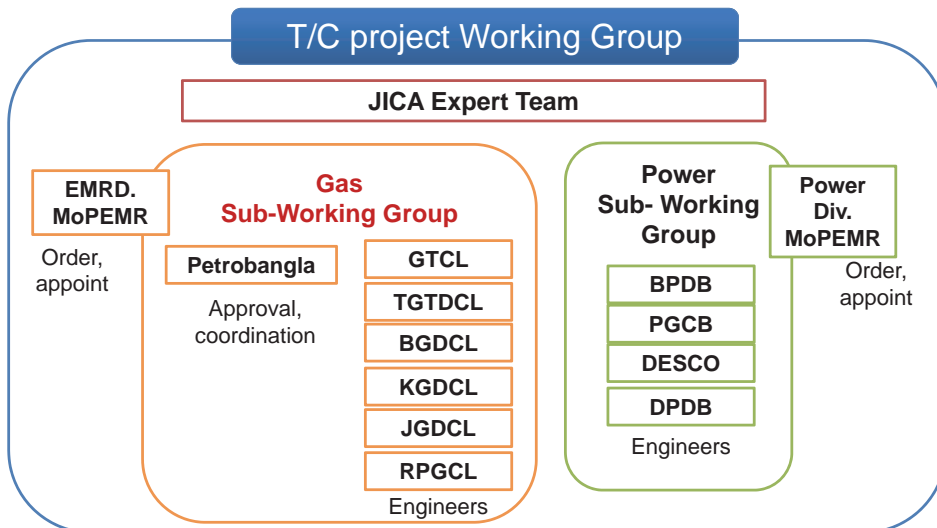 T/C project Working Group
JICA Expert Team
EMRD.
MoPEMR
Order,
appoint
Gas
Sub-Working Group
Petrobangla
Approval,
coordination
GTCL
TGTDCL
BGDCL
KGDCL
JGDCL
RPGCL
Engineers
Power
Sub- Working
Group
BPDB
PGCB
DESCO
DPDB
Engineers
Power
Div.
MoPEMR
Order,
appoint